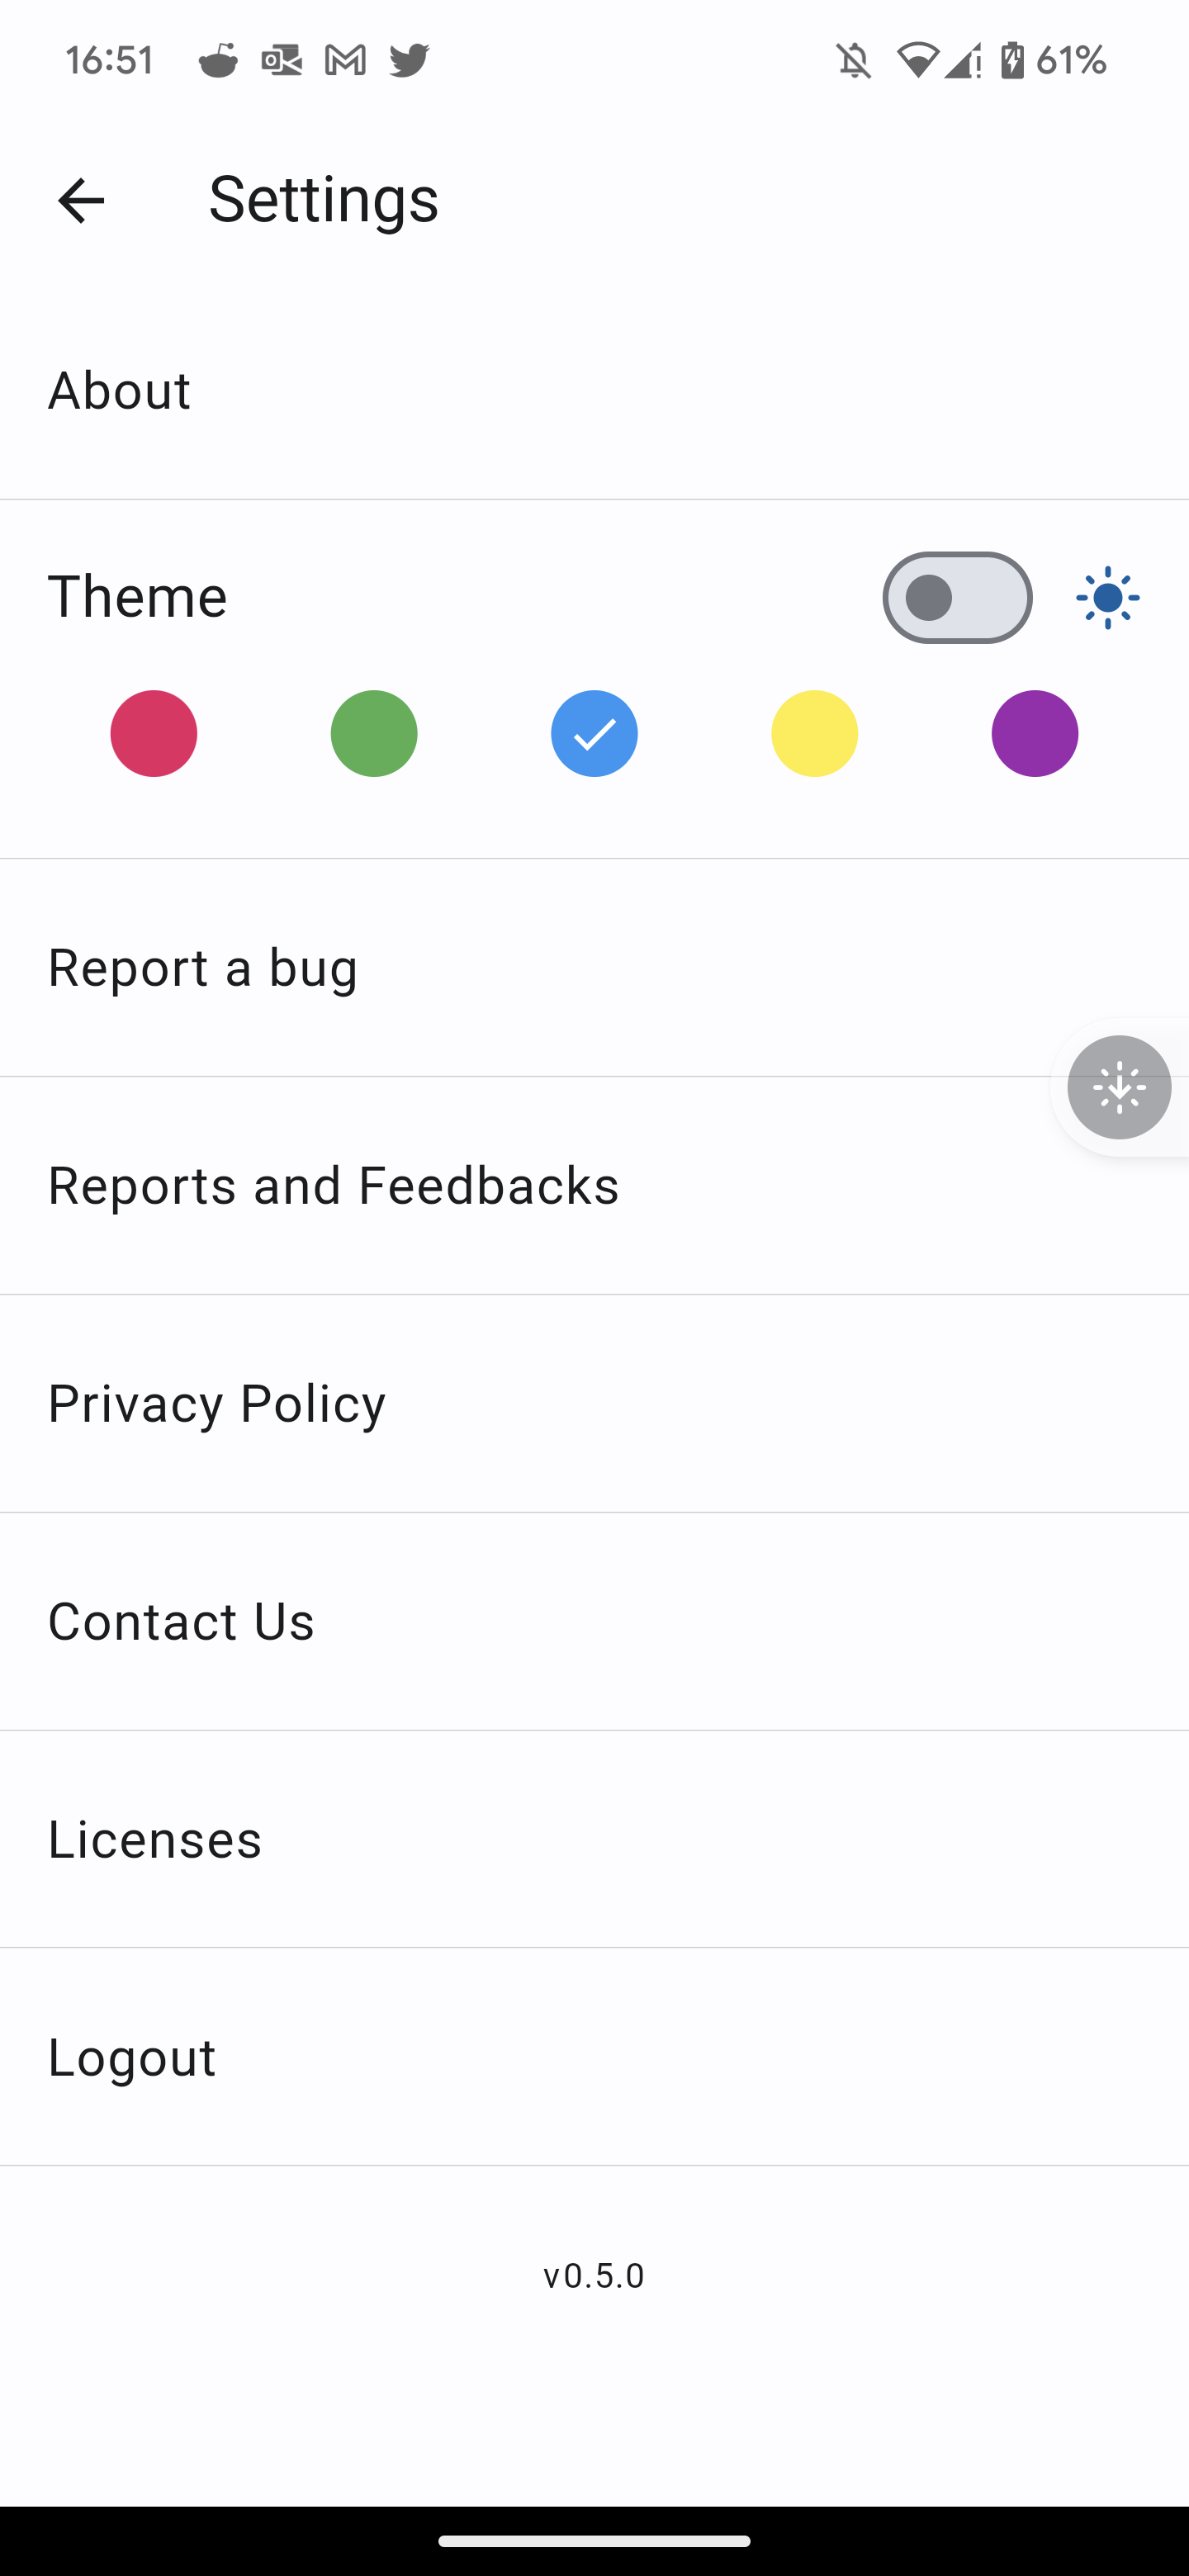 16:51
61%
Settings
About
Theme
Report a bug
Reports and Feedbacks
Privacy Policy
Contact Us
Licenses
Logout
v0.5.0